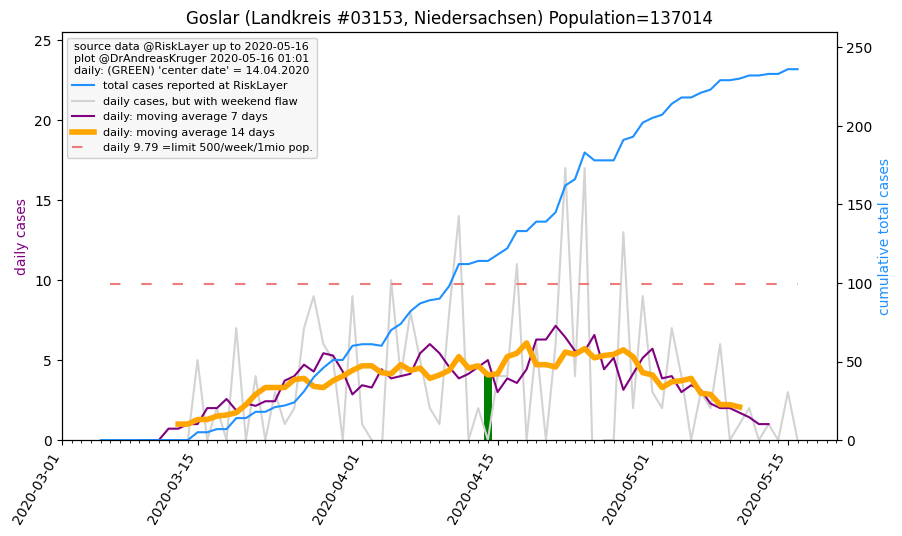 Goslar (Landkreis #03153, Niedersachsen) Population=137014
source data @RiskLayer up to 2020-05-16
plot @DrAndreasKruger 2020-05-16 01:01
daily: (GREEN) 'center date' = 14.04.2020
total cases reported at RiskLayer
daily cases, but with weekend flaw
daily: moving average 7 days
daily: moving average 14 days
daily 9.79 =limit 500/week/1mio pop.
daily cases
25
20
15
10
5
0
cumulative total cases
250
200
150
100
50
0
2020-03-01
2020-03-15
2020-04-01
2020-04-15
2020-05-01
2020-05-15